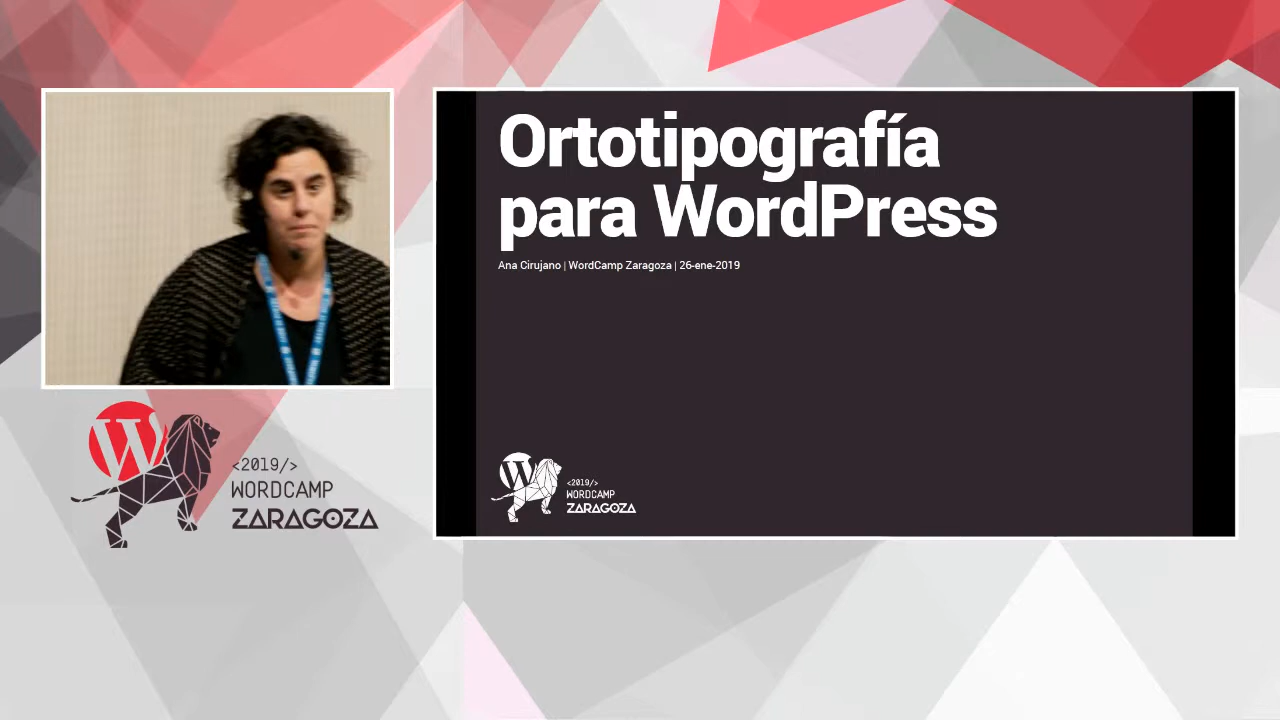 Ortotipografía
para WordPress
Ana Cirujano | WordCamp Zaragoza | 26-ene-2019
W
<2019/>
WORDCAMP
ZARAGOZA
W
<2019/>
WORDCAMP
ZARAGOZA